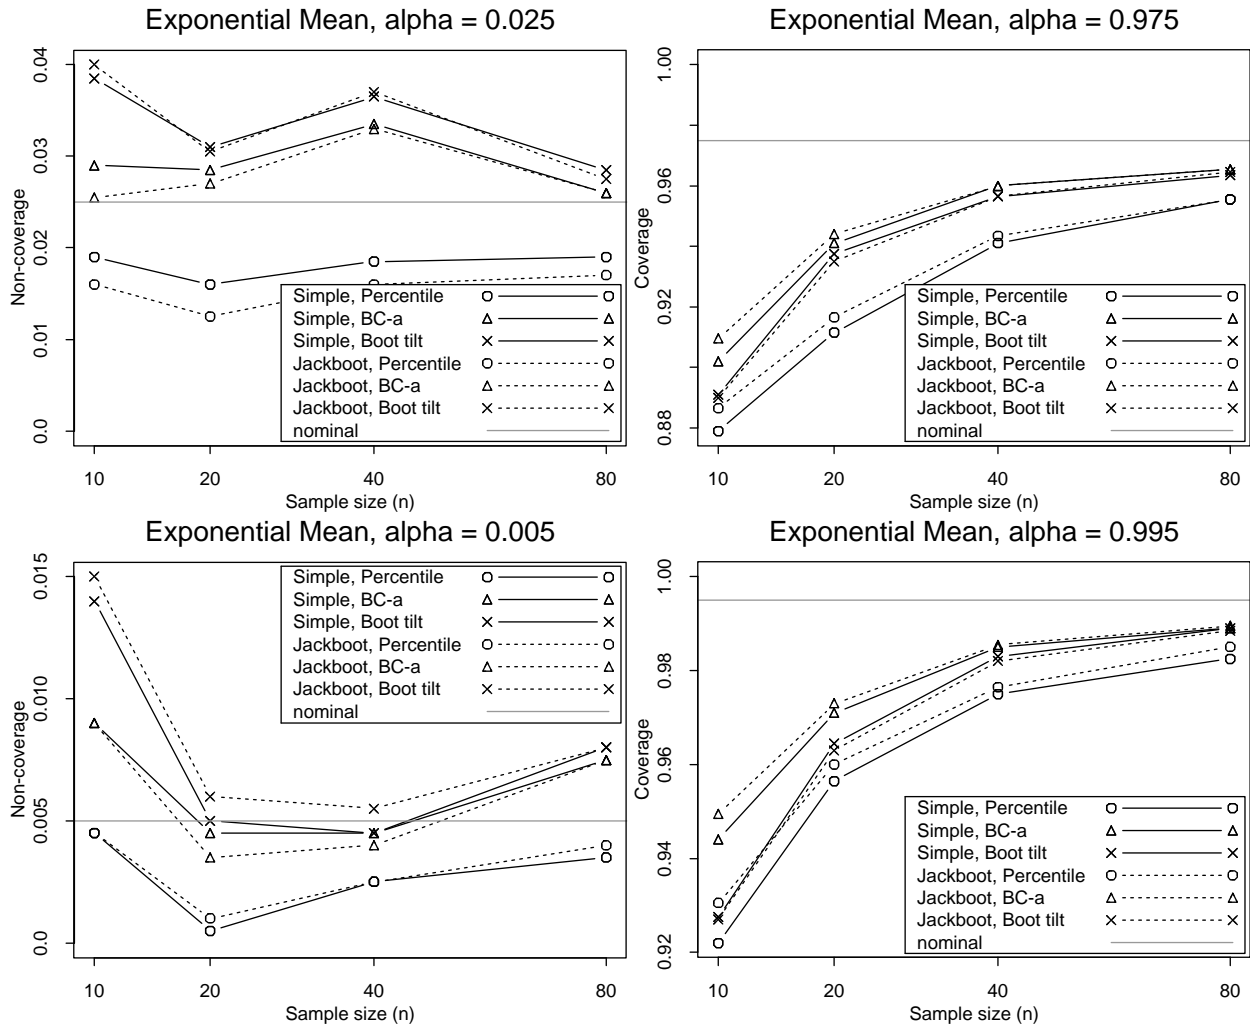 Exponential Mean, alpha = 0.025
Non-coverage
0.04
0.03
0.02
0.01
0.0
Simple, Percentile
Simple, BC-a
Simple, Boot tilt
Jackboot, Percentile
Jackboot, BC-a
Jackboot, Boot tilt
nominal
10 20 40 80
Sample size (n)
Exponential Mean, alpha = 0.975
Coverage
1.00
0.96
0.92
0.88
Simple, Percentile
Simple, BC-a
Simple, Boot tilt
Jackboot, Percentile
Jackboot, BC-a
Jackboot, Boot tilt
nominal
10 20 40 80
Sample size (n)
Exponential Mean, alpha = 0.005
Non-coverage
0.015
0.010
0.005
0.0
Simple, Percentile
Simple, BC-a
Simple, Boot tilt
Jackboot, Percentile
Jackboot, BC-a
Jackboot, Boot tilt
nominal
10 20 40 80
Sample size (n)
Exponential Mean, alpha = 0.995
Coverage
1.00
0.98
0.96
0.94
0.92
Simple, Percentile
Simple, BC-a
Simple, Boot tilt
Jackboot, Percentile
Jackboot, BC-a
Jackboot, Boot tilt
nominal
10 20 40 80
Sample size (n)